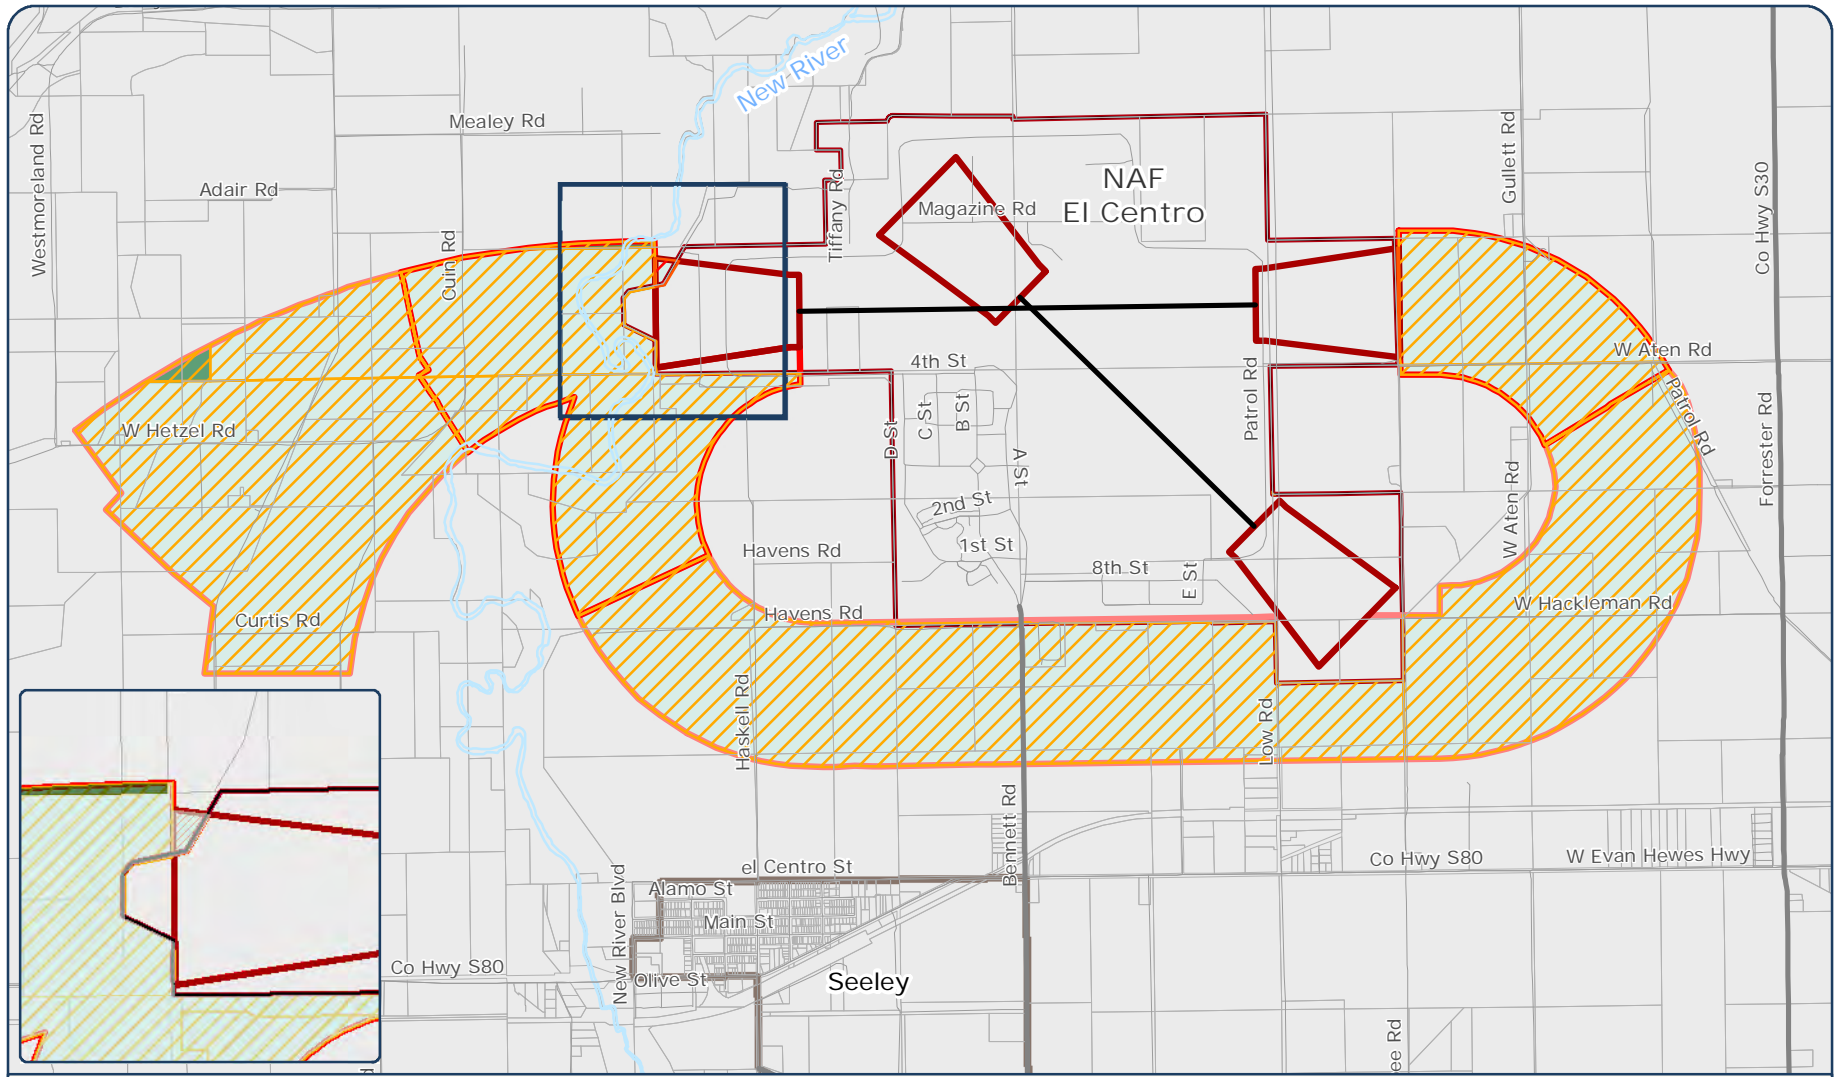 New River
Mealey Rd
Westmoreland Rd
Adair Rd
Cuin Rd
Tiffany Rd
Magazine Rd
NAF
El Centro
Gullett Rd
Co Hwy S30
W Aten Rd
Patrol Rd
Patrol Rd
Forrester Rd
4th St
C St
B St
D St
A St
W Hetzel Rd
2nd St
1st St
W Aten Rd
Havens Rd
8th St
E St
Havens Rd
W Hackleman Rd
Curtis Rd
Haskell Rd
Low Rd
Bennett Rd
el Centro St
Alamo St
Main St
New River Blvd
Olive St
Co Hwy S80
Seeley
Co Hwy S80
W Evan Hewes Hwy
ee Rd
d